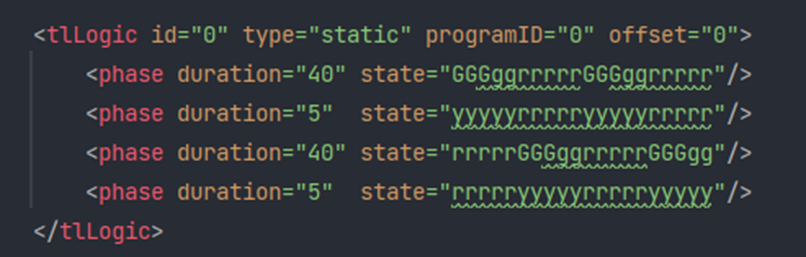 <tlLogic id="0" type="static" programID="0" offset="0">
    <phase duration="40" state="GGGggrrrrrGGGggrrrrr"/>
    <phase duration="5"  state="yyyyyrrrrryyyyyrrrrr"/>
    <phase duration="40" state="rrrrrGGGggrrrrrGGGgg"/>
    <phase duration="5"  state="rrrrryyyyyrrrrryyyyy"/>
</tlLogic>